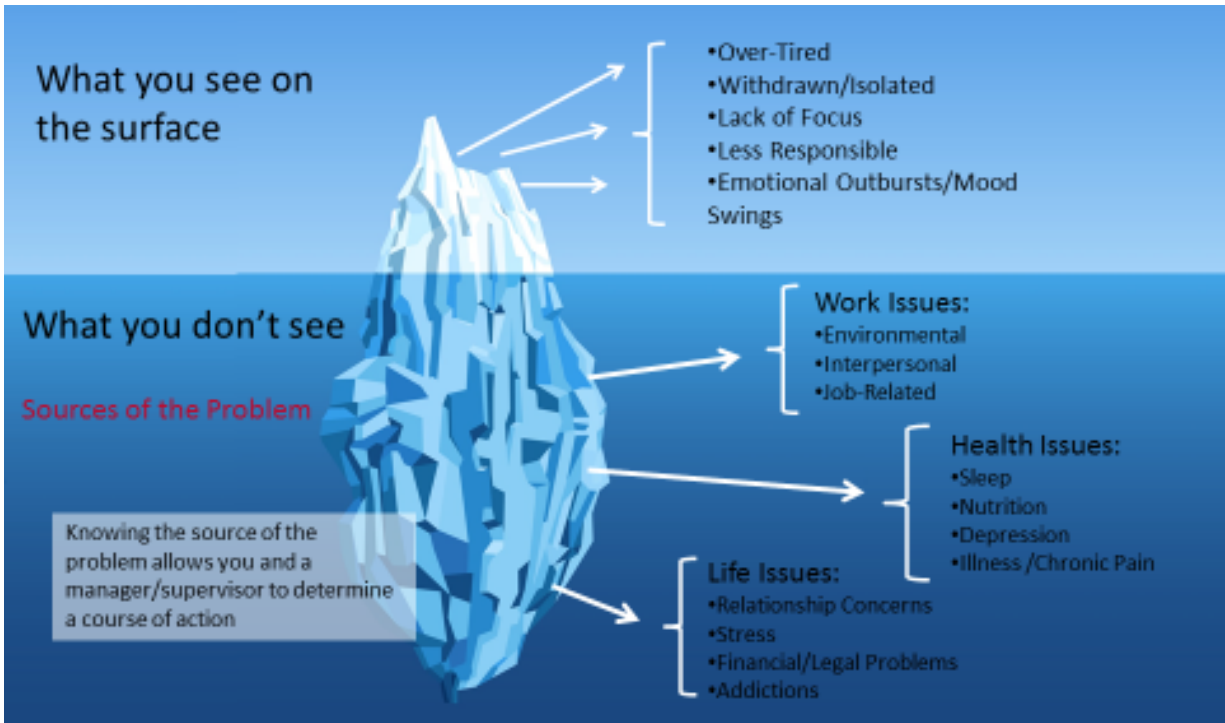 What you see on
the surface
•Over-Tired
•Withdrawn/Isolated
•Lack of Focus
•Less Responsible
•Emotional Outbursts/Mood
Swings
What you don’t see
Sources of the Problem
Knowing the source of the
problem allows you and a
manager/supervisor to determine
a course of action
Work Issues:
•Environmental
•Interpersonal
•Job-Related
Health Issues:
•Sleep
•Nutrition
•Depression
•Illness /Chronic Pain
Life Issues:
•Relationship Concerns
•Stress
•Financial/Legal Problems
•Addictions